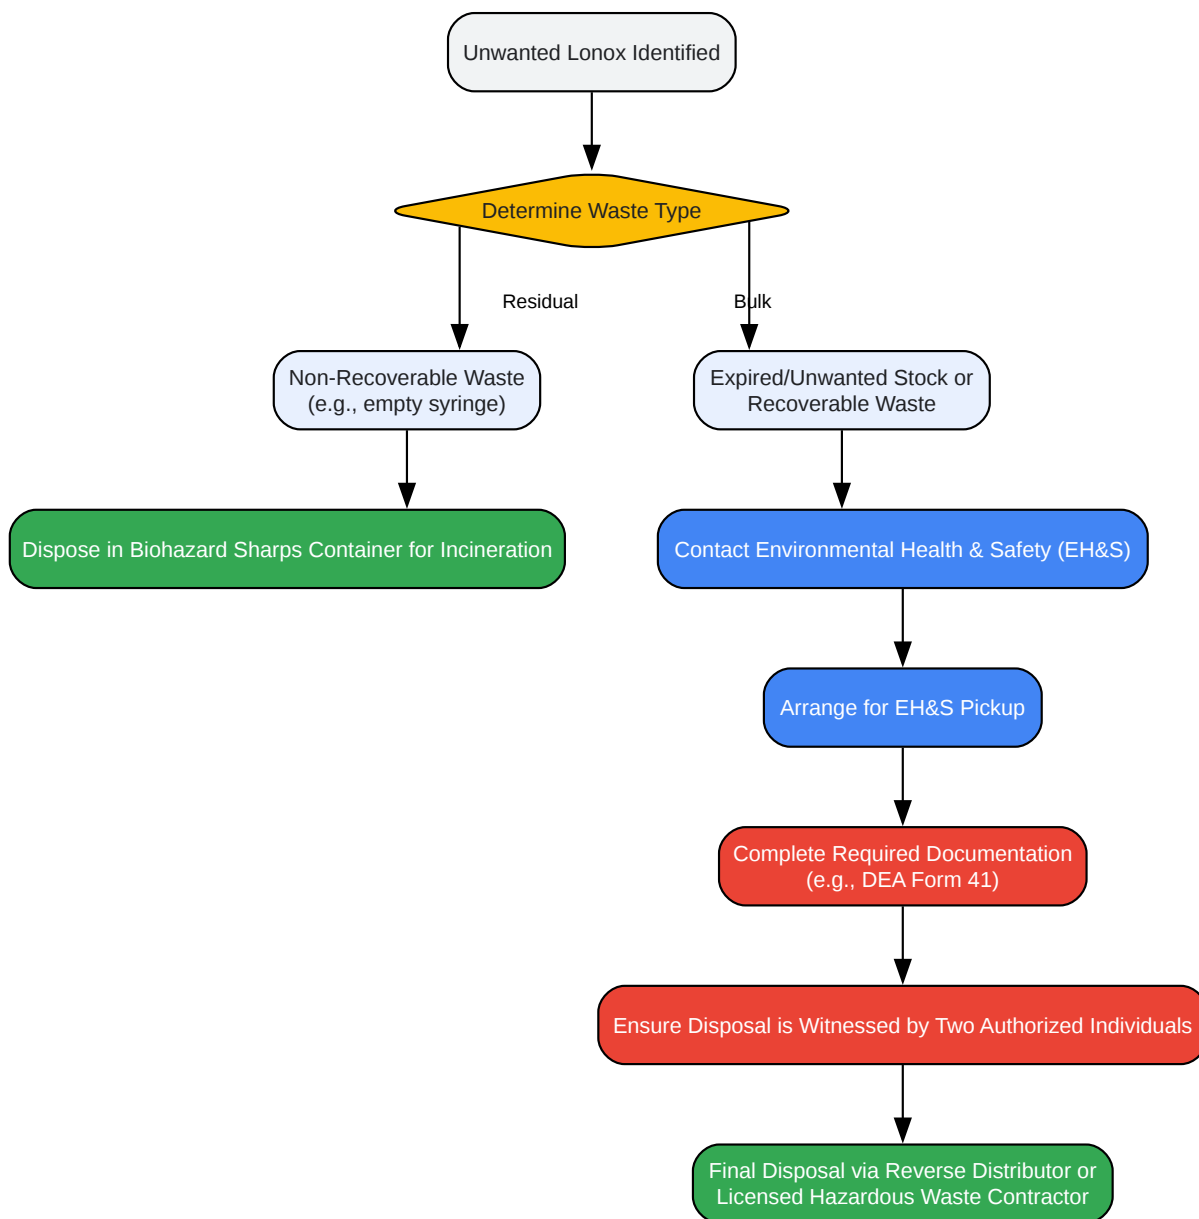 Unwanted Lonox Identified
Determine Waste Type
Residual
Bulk
Non-Recoverable Waste
(e.g., empty syringe)
Expired/Unwanted Stock or
Recoverable Waste
Dispose in Biohazard Sharps Container for Incineration
Contact Environmental Health & Safety (EH&S)
Arrange for EH&S Pickup
Complete Required Documentation
(e.g., DEA Form 41)
Ensure Disposal is Witnessed by Two Authorized Individuals
Final Disposal via Reverse Distributor or
Licensed Hazardous Waste Contractor